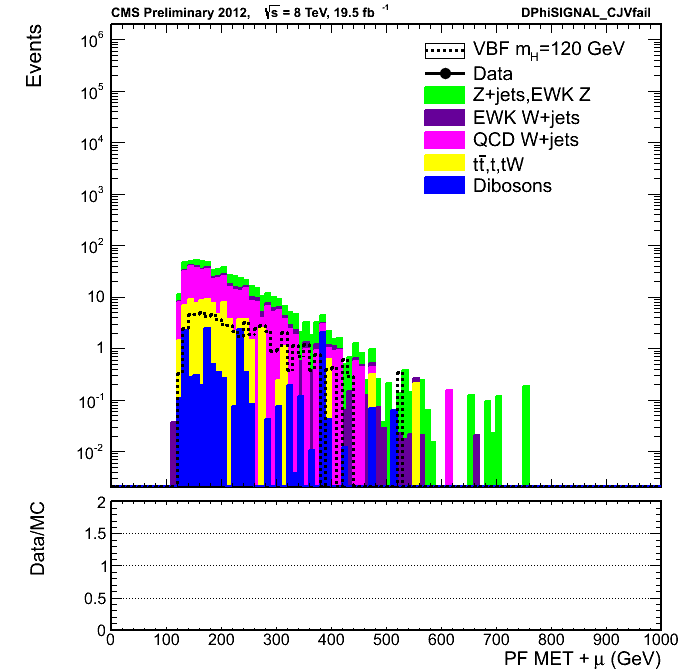 CMS Preliminary 2012, √s = 8 TeV, 19.5 fb⁻¹ DPhiSIGNAL_CJVfail
Events
10⁶
10⁵
10⁴
10³
10²
10
1
10⁻¹
10⁻²
VBF m_H=120 GeV
Data
Z+jets,EWK Z
EWK W+jets
QCD W+jets
tt̄,t,tW
Dibosons
Data/MC
2
1.5
1
0.5
0
0 100 200 300 400 500 600 700 800 900 1000
PF MET + μ (GeV)